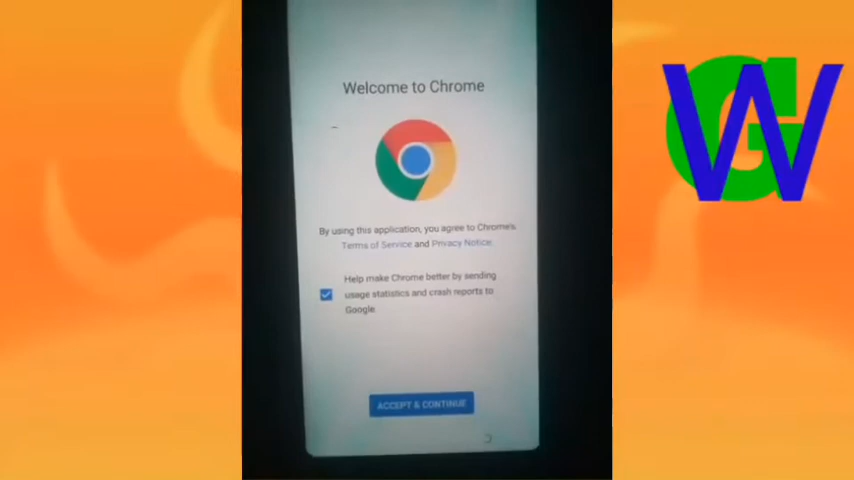 Welcome to Chrome
By using this application, you agree to Chrome's
Terms of Service and Privacy Notice.
Help make Chrome better by sending
usage statistics and crash reports to
Google.
ACCEPT & CONTINUE
GW